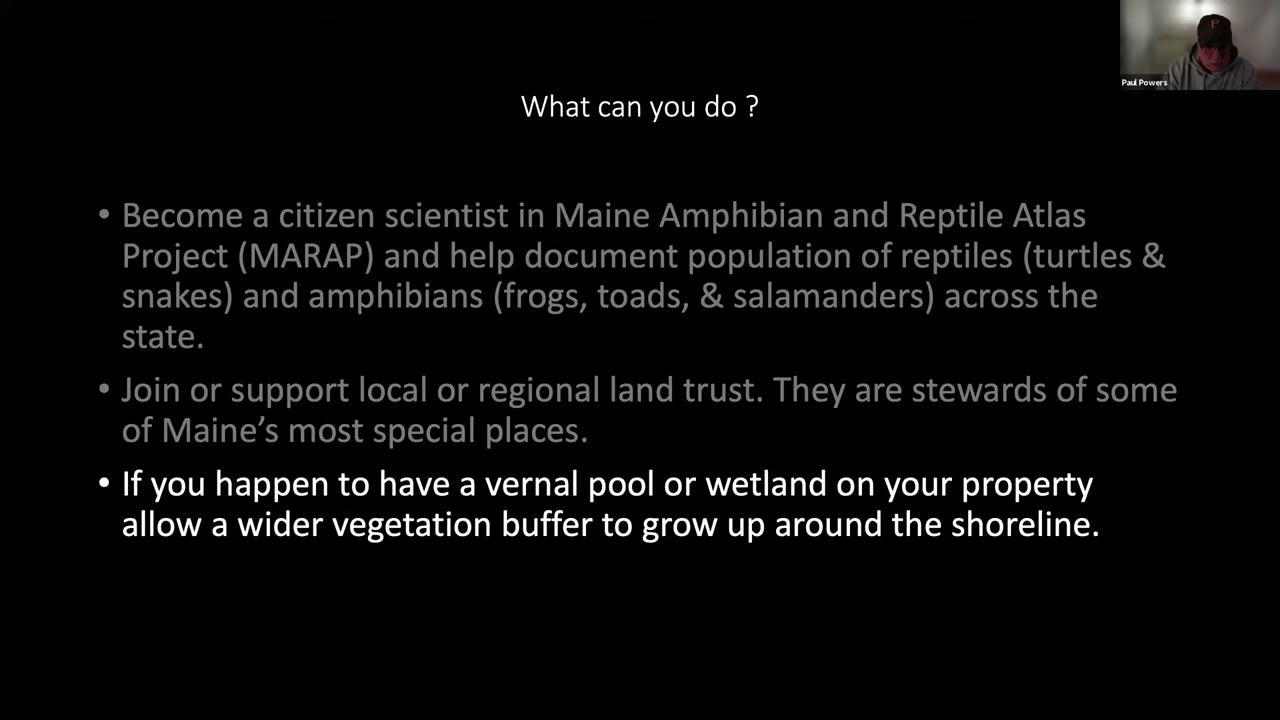 P
Paul Powers
What can you do ?
• Become a citizen scientist in Maine Amphibian and Reptile Atlas
Project (MARAP) and help document population of reptiles (turtles &
snakes) and amphibians (frogs, toads, & salamanders) across the
state.
• Join or support local or regional land trust. They are stewards of some
of Maine’s most special places.
• If you happen to have a vernal pool or wetland on your property
allow a wider vegetation buffer to grow up around the shoreline.